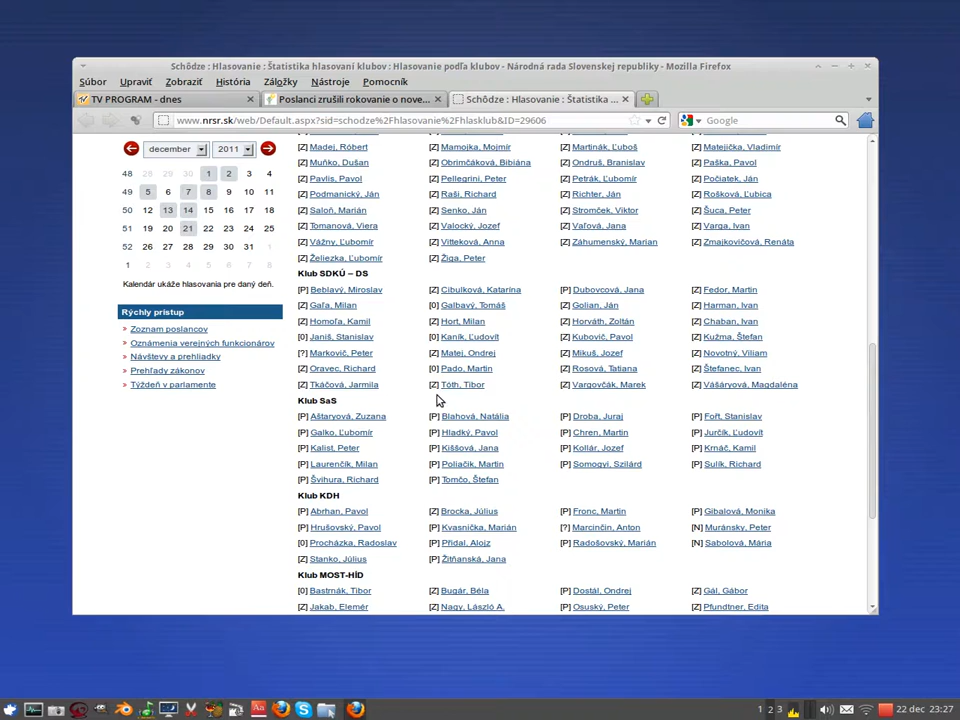 Schôdze : Hlasovanie : Štatistika hlasovaní klubov : Hlasovanie podľa klubov - Národná rada Slovenskej republiky - Mozilla Firefox
Súbor Upraviť Zobraziť História Záložky Nástroje Pomocník
TV PROGRAM - dnes Poslanci zrušili rokovanie o nove... Schôdze : Hlasovanie : Štatistika ...
www.nrsr.sk/web/Default.aspx?sid=schodze%2Fhlasovanie%2Fhlasklub&ID=29606 Google
december 2011
48 28 29 30 1 2 3 4
49 5 6 7 8 9 10 11
50 12 13 14 15 16 17 18
51 19 20 21 22 23 24 25
52 26 27 28 29 30 31 1
1 2 3 4 5 6 7 8
Kalendár ukáže hlasovania pre daný deň.
Rýchly prístup
Zoznam poslancov
Oznámenia verejných funkcionárov
Návštevy a prehliadky
Prehľady zákonov
Týždeň v parlamente
[Z] Madej, Róbert [Z] Mamojka, Mojmír [Z] Martinák, Ľuboš [Z] Matejička, Vladimír
[Z] Muňko, Dušan [Z] Obrimčáková, Bibiána [Z] Ondruš, Branislav [Z] Paška, Pavol
[Z] Pavlis, Pavol [Z] Pellegrini, Peter [Z] Petrák, Ľubomír [Z] Počiatek, Ján
[Z] Podmanický, Ján [Z] Raši, Richard [Z] Richter, Ján [Z] Rošková, Ľubica
[Z] Saloň, Marián [Z] Senko, Ján [Z] Stromček, Viktor [Z] Šuca, Peter
[Z] Tomanová, Viera [Z] Valocký, Jozef [Z] Vaľová, Jana [Z] Varga, Ivan
[Z] Vážny, Ľubomír [Z] Vitteková, Anna [Z] Záhumenský, Marian [Z] Zmajkovičová, Renáta
[Z] Želiezka, Ľubomír [Z] Žiga, Peter
Klub SDKÚ – DS
[P] Beblavý, Miroslav [Z] Cibulková, Katarína [P] Dubovcová, Jana [Z] Fedor, Martin
[Z] Gaľa, Milan [0] Galbavý, Tomáš [Z] Golian, Ján [Z] Harman, Ivan
[Z] Homoľa, Kamil [Z] Hort, Milan [Z] Horváth, Zoltán [Z] Chaban, Ivan
[0] Janiš, Stanislav [0] Kaník, Ľudovít [Z] Kubovič, Pavol [Z] Kužma, Štefan
[?] Markovič, Peter [Z] Matej, Ondrej [Z] Mikuš, Jozef [Z] Novotný, Viliam
[Z] Oravec, Richard [0] Pado, Martin [Z] Rosová, Tatiana [Z] Štefanec, Ivan
[Z] Tkáčová, Jarmila [Z] Tóth, Tibor [Z] Vargovčák, Marek [Z] Vášáryová, Magdaléna
Klub SaS
[P] Aštaryová, Zuzana [P] Blahová, Natália [P] Droba, Juraj [P] Fořt, Stanislav
[P] Galko, Ľubomír [P] Hladký, Pavol [P] Chren, Martin [P] Jurčík, Ľudovít
[P] Kalist, Peter [P] Kiššová, Jana [P] Kollár, Jozef [P] Krnáč, Kamil
[P] Laurenčík, Milan [P] Poliačik, Martin [P] Somogyi, Szilárd [P] Sulík, Richard
[P] Švihura, Richard [P] Tomčo, Štefan
Klub KDH
[P] Abrhan, Pavol [Z] Brocka, Július [P] Fronc, Martin [P] Gibalová, Monika
[P] Hrušovský, Pavol [P] Kvasnička, Marián [?] Marcinčin, Anton [N] Muránsky, Peter
[0] Procházka, Radoslav [P] Přidal, Alojz [P] Radošovský, Marián [N] Sabolová, Mária
[Z] Stanko, Július [P] Žitňanská, Jana
Klub MOST-HÍD
[0] Bastrnák, Tibor [Z] Bugár, Béla [P] Dostál, Ondrej [Z] Gál, Gábor
[Z] Jakab, Elemér [Z] Nagy, László A. [P] Osuský, Peter [Z] Pfundtner, Edita
1 2 3 22 dec 23:27